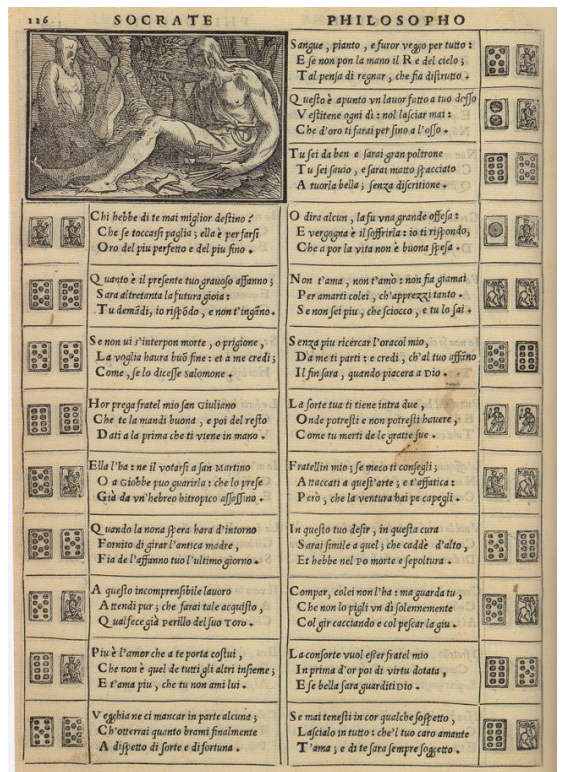 126 SOCRATE PHILOSOPHO
Chi hebbe di te mai miglior destino?
Che se toccassi paglia; ella è per farsi
Oro del piu perfetto e del piu fino.
Quanto è il presente tuo grauoso affanno;
Sara altretanta la futura gioia:
Tu demãdi, io rispõdo, e non t'ingãno.
Se non ui s'interpon morte, o prigione,
La voglia haura buõ fine: et a me credi;
Come, se lo dicesse Salomone.
Hor prega fratel mio san Giuliano
Che te la mandi buona, e poi del resto
Dati a la prima che ti viene in mano.
Ella l'ha: ne il votarsi a san Martino
O a Giobbe puo guarirla: che lo prese
Già da vn'hebreo hitropico assessino.
Quando la nona spera hara d'intorno
Fornito di girar l'antica madre,
Fia de l'affanno tuo l'ultimo giorno.
A questo incomprensibile lauoro
Attendi pur; che farai tale acquisto,
Qual fece già Perillo del suo Toro.
Piu è l'amor che a te porta costui,
Che non è quel de tutti gli altri insieme;
E t'ama piu, che tu non ami lui.
Vegghia ne ci mancar in parte alcuna;
Ch'otterrai quanto brami finalmente
A dispetto di sorte e di fortuna.
Sangue, pianto, e furor veggo per tutto:
E se non pon la mano il Re del cielo;
Tal pensa di regnar, che fia distrutto.
Questo è apunto vn lauor fatto a tuo dosso
Vestitene ogni dì: nol lasciar mai:
Che d'oro ti farai per fino a l'osso.
Tu sei da ben e sarai gran poltrone
Tu sei sauio, e sarai matto spacciato
A tuorla bella; senza discritione.
O dira alcun, la fu vna grande offesa:
E vergogna è il soffrirla: io ti rispondo,
Che a por la vita non è buona spesa.
Non t'ama, non t'amò: non fia giamai
Per amarti colei, ch'apprezzi tanto.
Se non sei piu, che sciocco, e tu lo sai.
Senza piu ricercar l'oracol mio,
Da me ti parti: e credi, ch'al tuo affãno
Il fin sara, quando piacera a Dio.
La sorte tua ti tiene intra due,
Onde potresti e non potresti hauere,
Come tu merti de le gratie sue.
Fratellin mio; se meco ti consegli;
Attaccati a quest'arte; e t'affatica:
Però, che la ventura hai pe capegli.
In questo tuo desir, in questa cura
Sarai simile a quel; che caddè d'alto,
Et hebbe nel Po morte e sepoltura.
Compar, colei non l'ha: ma guarda tu,
Che non lo pigli vn dì solennemente
Col gir cacciando e col pescar la giu.
La consorte vuol esser fratel mio
In prima d'or poi di virtu dotata,
E se bella sara guarditi Dio.
Se mai tenesti in cor qualche sospetto,
Lascialo in tutto: che'l tuo caro amante
T'ama; e di te sara sempre soggetto.